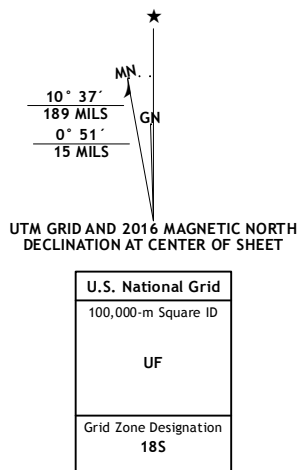 ★
MN
10° 37´
189 MILS
GN
0° 51´
15 MILS
UTM GRID AND 2016 MAGNETIC NORTH
DECLINATION AT CENTER OF SHEET
U.S. National Grid
100,000-m Square ID
UF
Grid Zone Designation
18S